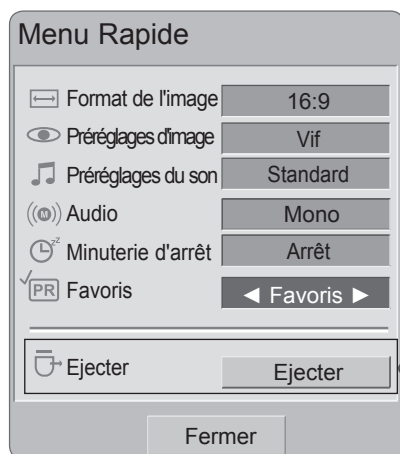 Menu Rapide
Format de l'image 16:9
Préréglages d'image Vif
Préréglages du son Standard
Audio Mono
Minuterie d'arrêt Arrêt
PR Favoris ◄ Favoris ►
Ejecter Ejecter
Fermer